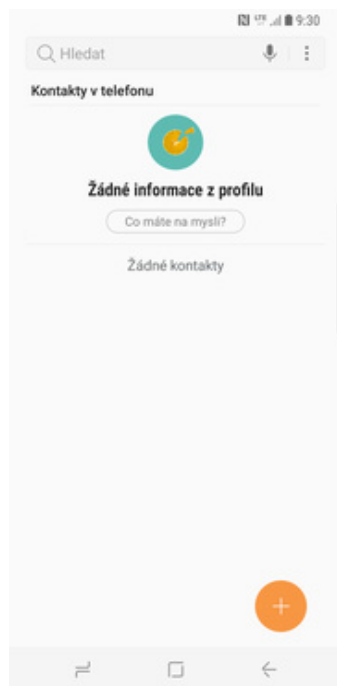 9:30
Hledat
Kontakty v telefonu
Žádné informace z profilu
Co máte na mysli?
Žádné kontakty